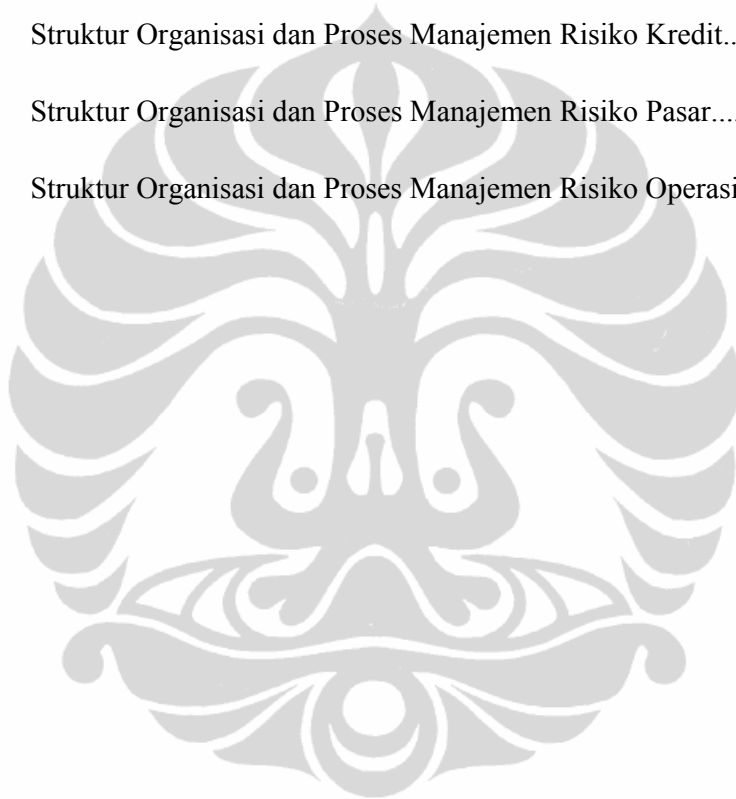 Struktur Organisasi dan Proses Manajemen Risiko Kredit..
Struktur Organisasi dan Proses Manajemen Risiko Pasar....
Struktur Organisasi dan Proses Manajemen Risiko Operasi